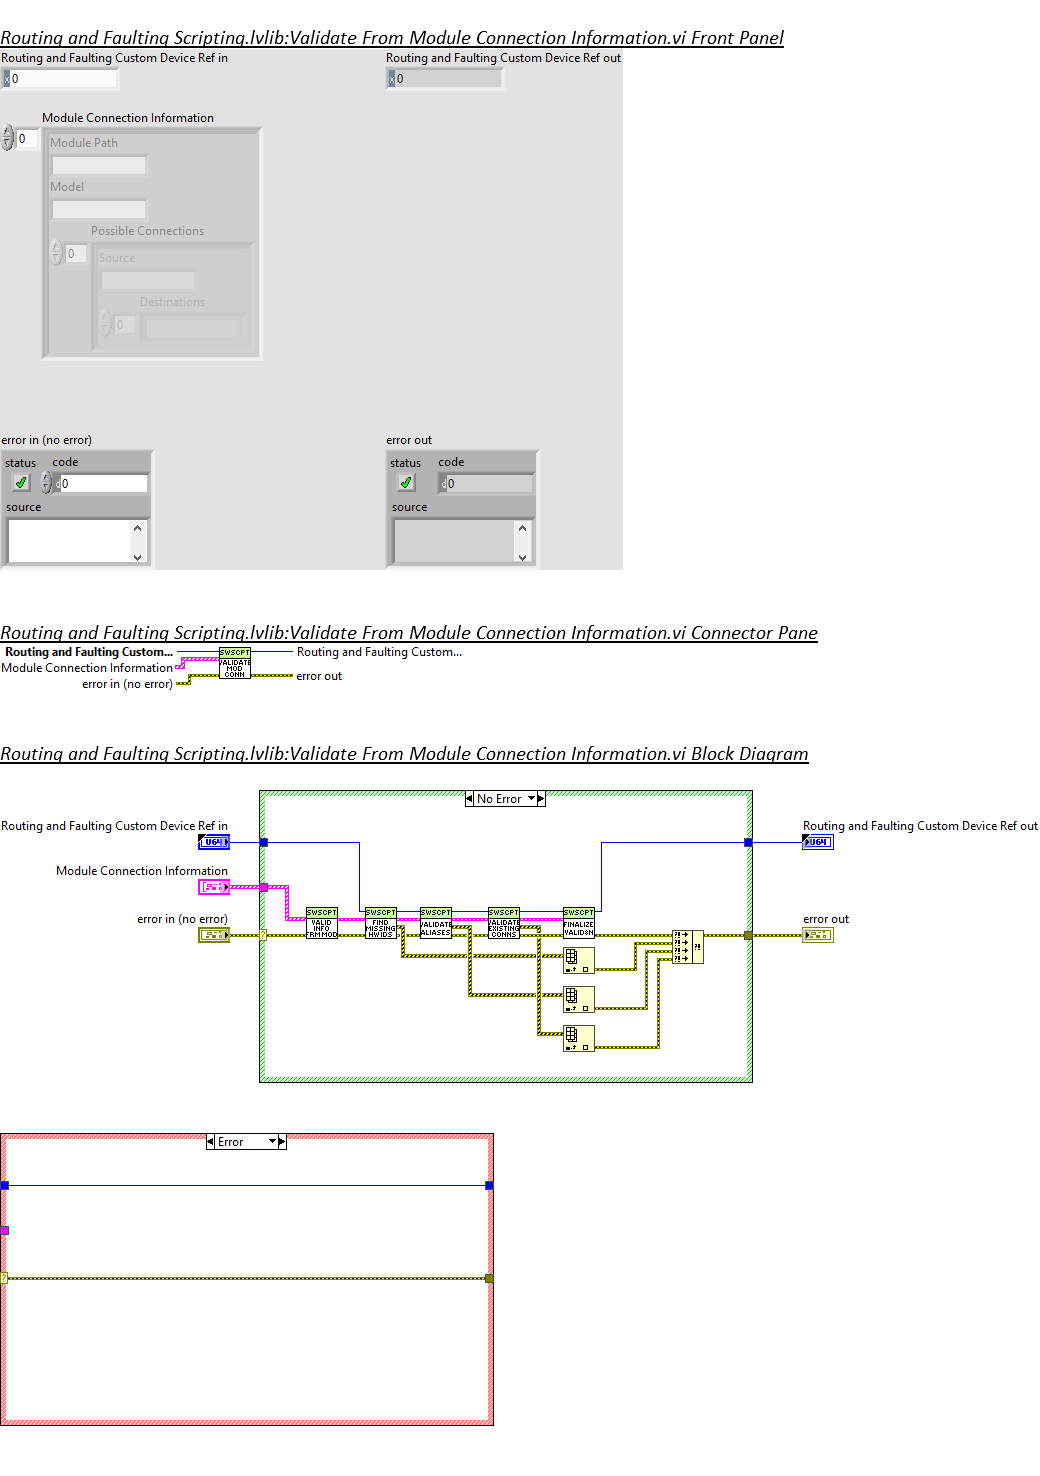 Routing and Faulting Scripting.lvlib:Validate From Module Connection Information.vi Front Panel
Routing and Faulting Custom Device Ref in
Routing and Faulting Custom Device Ref out
x 0
x 0
Module Connection Information
0
Module Path
Model
Possible Connections
0
Source
Destinations
0
error in (no error)
error out
status code
status code
d 0
d 0
source
source
Routing and Faulting Scripting.lvlib:Validate From Module Connection Information.vi Connector Pane
Routing and Faulting Custom...
Module Connection Information
error in (no error)
SWSCPT
VALIDATE
MOD
CONN
Routing and Faulting Custom...
error out
Routing and Faulting Scripting.lvlib:Validate From Module Connection Information.vi Block Diagram
No Error
Routing and Faulting Custom Device Ref in
Routing and Faulting Custom Device Ref out
U64
U64
Module Connection Information
error in (no error)
error out
SWSCPT
VALID
INFO
FRM MOD
SWSCPT
FIND
MISSING
HWIDS
SWSCPT
VALIDATE
ALIASES
SWSCPT
VALIDATE
EXISTING
CONNS
SWSCPT
FINALIZE
VALIDSN
?
Error
?